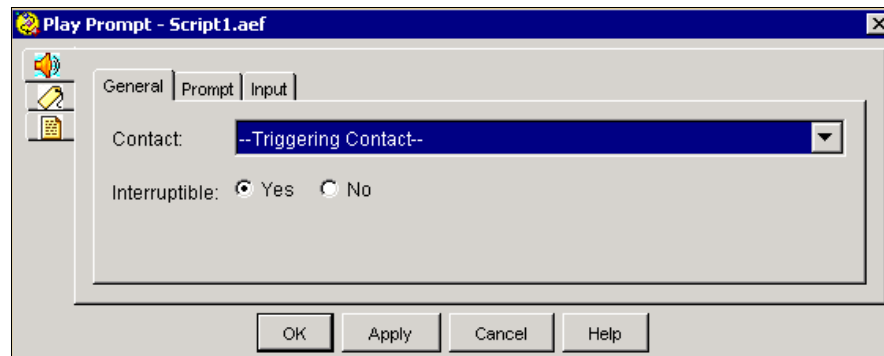 Play Prompt - Script1.aef
General Prompt Input
Contact: --Triggering Contact--
Interruptible: Yes No
OK Apply Cancel Help